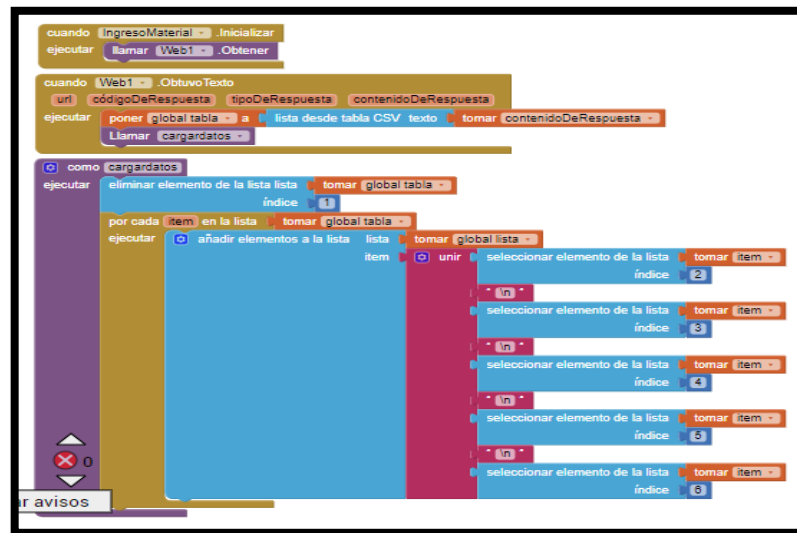 cuando IngresoMaterial .Inicializar
ejecutar llamar Web1 .Obtener
cuando Web1 .ObtuvoTexto
url códigoDeRespuesta tipoDeRespuesta contenidoDeRespuesta
ejecutar poner global tabla a lista desde tabla CSV texto tomar contenidoDeRespuesta
Llamar cargardatos
como cargardatos
ejecutar eliminar elemento de la lista lista tomar global tabla
índice 1
por cada item en la lista tomar global tabla
ejecutar añadir elementos a la lista lista tomar global lista
item unir seleccionar elemento de la lista tomar item
índice 2
" \n "
seleccionar elemento de la lista tomar item
índice 3
" \n "
seleccionar elemento de la lista tomar item
índice 4
" \n "
seleccionar elemento de la lista tomar item
índice 5
" \n "
seleccionar elemento de la lista tomar item
índice 6
0
ar avisos